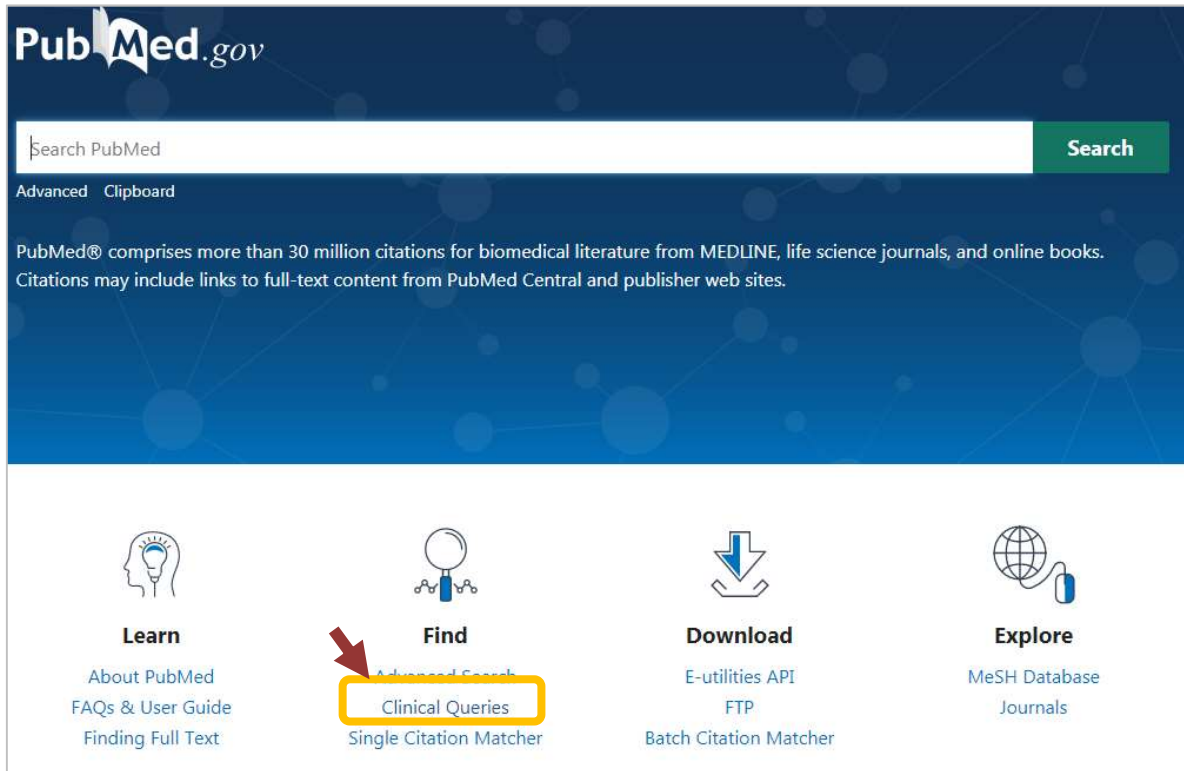 PubMed.gov
Search PubMed
Search
Advanced Clipboard
PubMed® comprises more than 30 million citations for biomedical literature from MEDLINE, life science journals, and online books.
Citations may include links to full-text content from PubMed Central and publisher web sites.
Learn
About PubMed
FAQs & User Guide
Finding Full Text
Find
Advanced Search
Clinical Queries
Single Citation Matcher
Download
E-utilities API
FTP
Batch Citation Matcher
Explore
MeSH Database
Journals